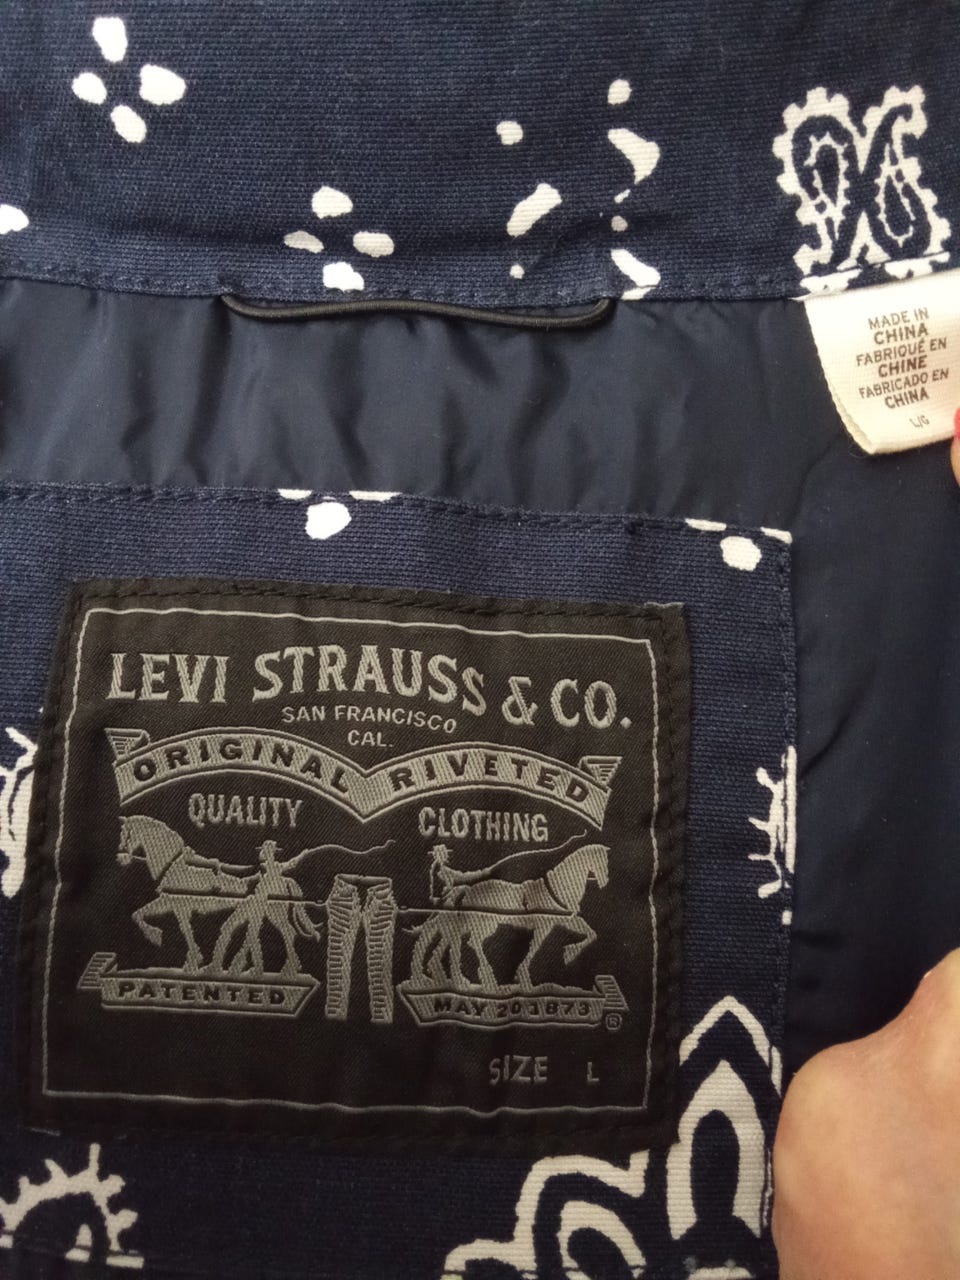 MADE IN
CHINA
FABRIQUÉ EN
CHINE
FABRICADO EN
CHINA
L/G
LEVI STRAUSS & CO.
SAN FRANCISCO
CAL.
ORIGINAL RIVETED
QUALITY CLOTHING
PATENTED MAY 20 1873 ®
SIZE L